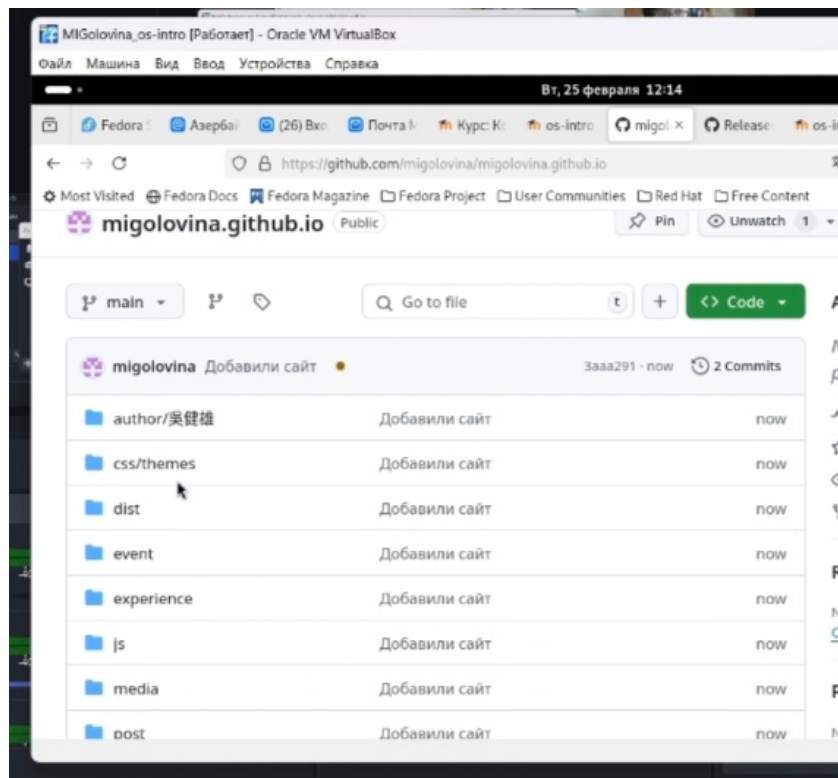 MIGolovina_os-intro [Работает] - Oracle VM VirtualBox
Файл Машина Вид Ввод Устройства Справка
Вт, 25 февраля 12:14
Fedora Азербай (26) Вхо Почта Курс: os-intro migol × Release os-i
https://github.com/migolovina/migolovina.github.io
Most Visited Fedora Docs Fedora Magazine Fedora Project User Communities Red Hat Free Content
migolovina.github.io Public Pin Unwatch 1
main Go to file t + <> Code
migolovina Добавили сайт 3aaa291 · now 2 Commits
author/吳健雄 Добавили сайт now
css/themes Добавили сайт now
dist Добавили сайт now
event Добавили сайт now
experience Добавили сайт now
js Добавили сайт now
media Добавили сайт now
post Добавили сайт now